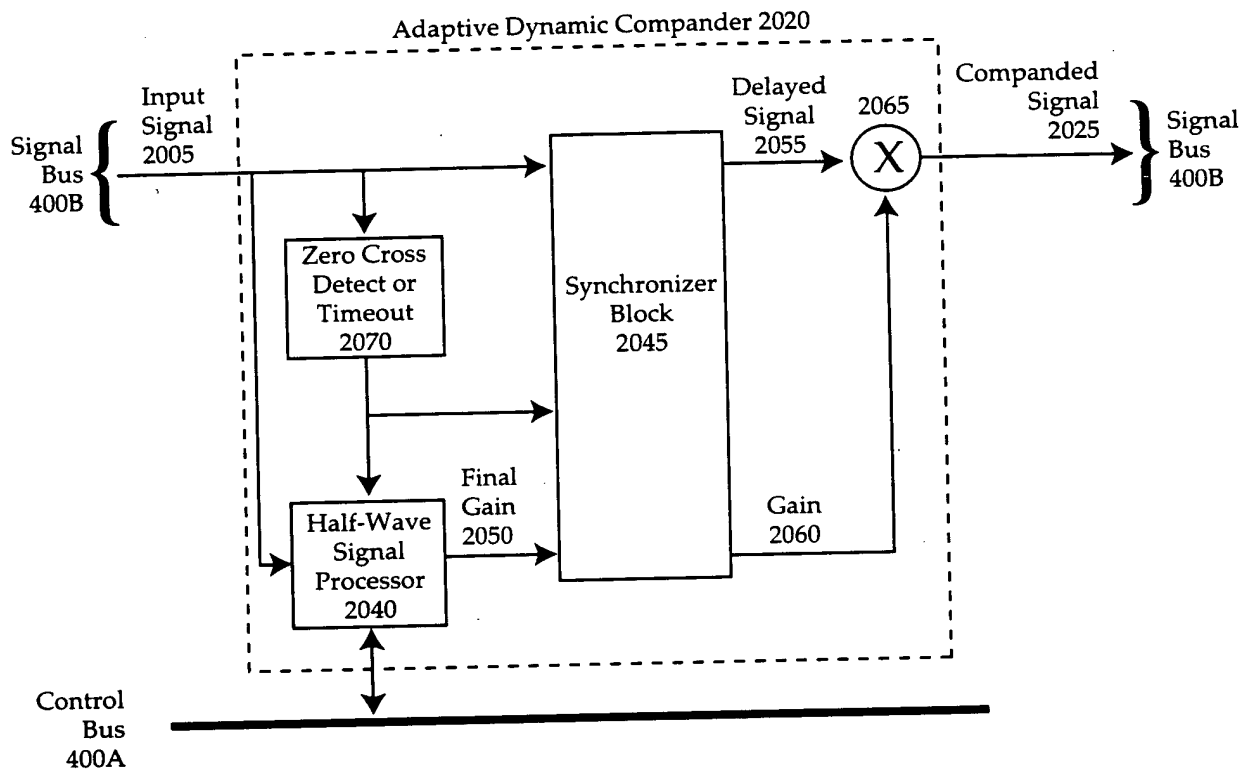 Adaptive Dynamic Compander 2020
Signal
Bus
400B
Input
Signal
2005
Delayed
Signal
2055
2065
X
Companded
Signal
2025
Signal
Bus
400B
Zero Cross
Detect or
Timeout
2070
Synchronizer
Block
2045
Half-Wave
Signal
Processor
2040
Final
Gain
2050
Gain
2060
Control
Bus
400A